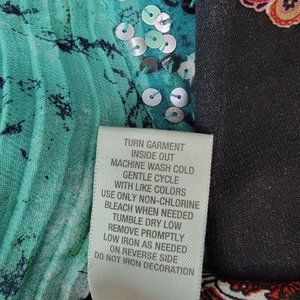 TURN GARMENT
INSIDE OUT
MACHINE WASH COLD
GENTLE CYCLE
WITH LIKE COLORS
USE ONLY NON-CHLORINE
BLEACH WHEN NEEDED
TUMBLE DRY LOW
REMOVE PROMPTLY
LOW IRON AS NEEDED
ON REVERSE SIDE
DO NOT IRON DECORATION